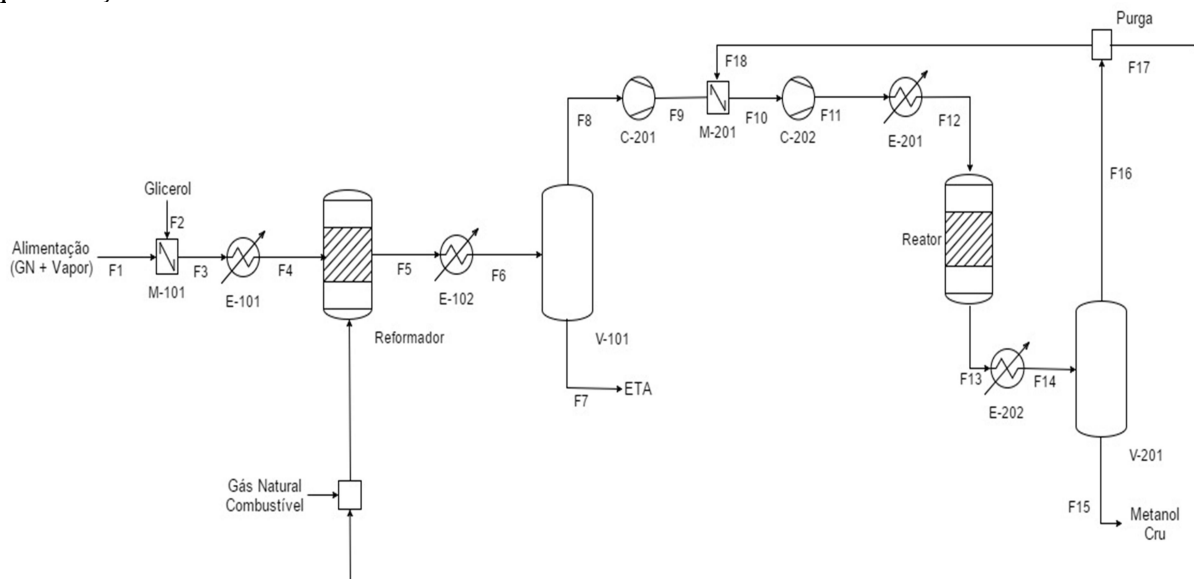 Purga
F18
F17
F8
F9
F10
F11
F12
C-201
M-201
C-202
E-201
F16
Glicerol
F2
Reator
Alimentação
(GN + Vapor)
F1
F3
F4
F5
F6
M-101
E-101
E-102
Reformador
V-101
F7
ETA
F13
F14
E-202
V-201
Gás Natural
Combustível
F15
Metanol
Cru